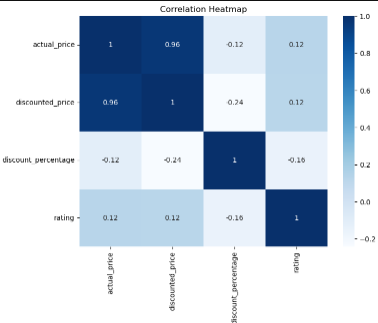 Correlation Heatmap
actual_price 1 0.96 -0.12 0.12
discounted_price 0.96 1 -0.24 0.12
discount_percentage -0.12 -0.24 1 -0.16
rating 0.12 0.12 -0.16 1
actual_price
discounted_price
discount_percentage
rating
1.0
0.8
0.6
0.4
0.2
0.0
−0.2